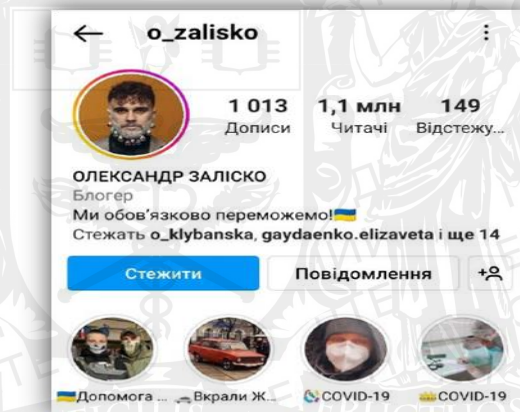 o_zalisko
1 013 1,1 млн 149
Дописи Читачі Відстежу...
ОЛЕКСАНДР ЗАЛІСКО
Блогер
Ми обов'язково переможемо!🇺🇦
Стежать o_klybanska, gaydaenko.elizaveta і ще 14
Стежити Повідомлення
🇺🇦Допомога ... 🚗Вкрали Ж... COVID-19 COVID-19